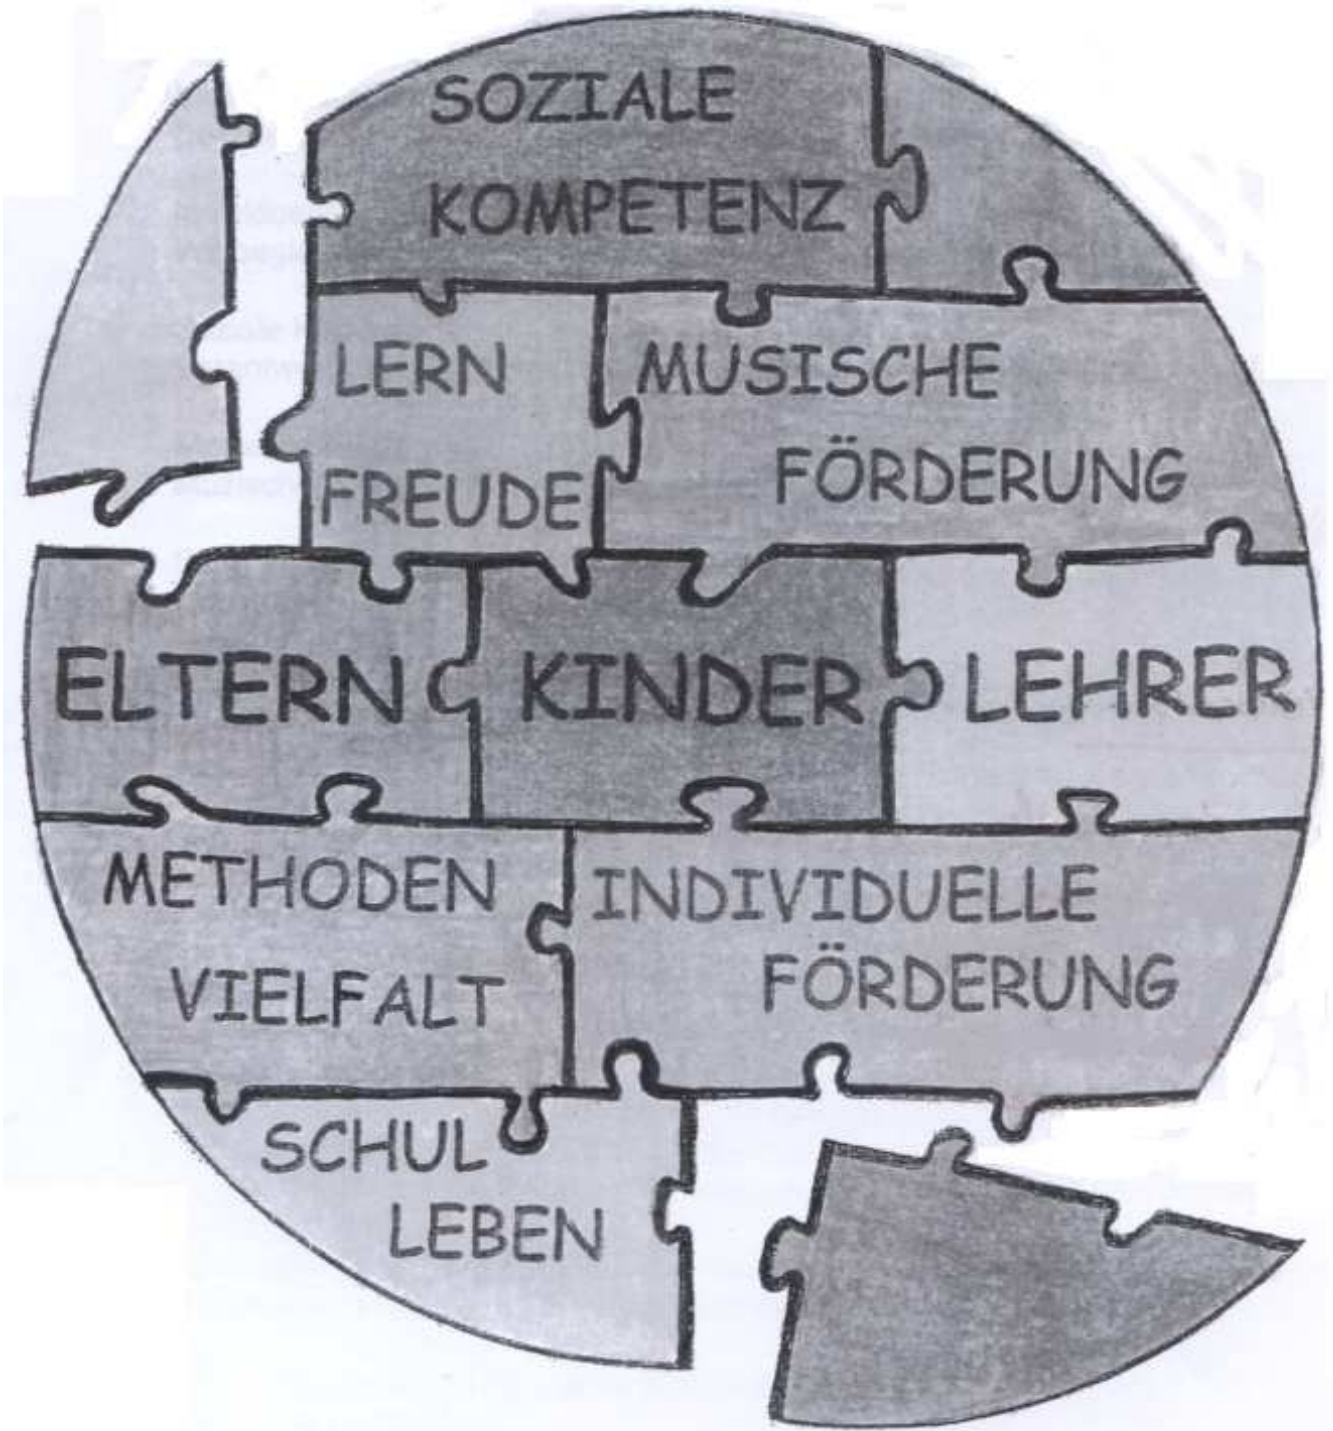 SOZIALE
KOMPETENZ
LERN
FREUDE
MUSISCHE
FÖRDERUNG
ELTERN
KINDER
LEHRER
METHODEN
VIELFALT
INDIVIDUELLE
FÖRDERUNG
SCHUL
LEBEN